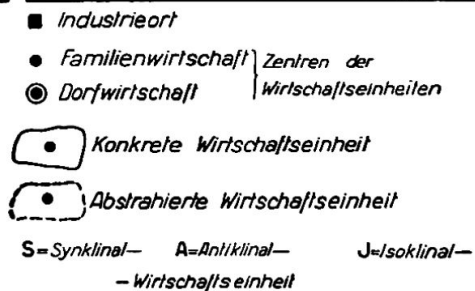 Industrieort
Familienwirtschaft
Zentren der
Dorfwirtschaft
Wirtschaftseinheiten
Konkrete Wirtschaftseinheit
Abstrahierte Wirtschaftseinheit
S=Synklinal— A=Antiklinal— J=Isoklinal—
— Wirtschaftseinheit